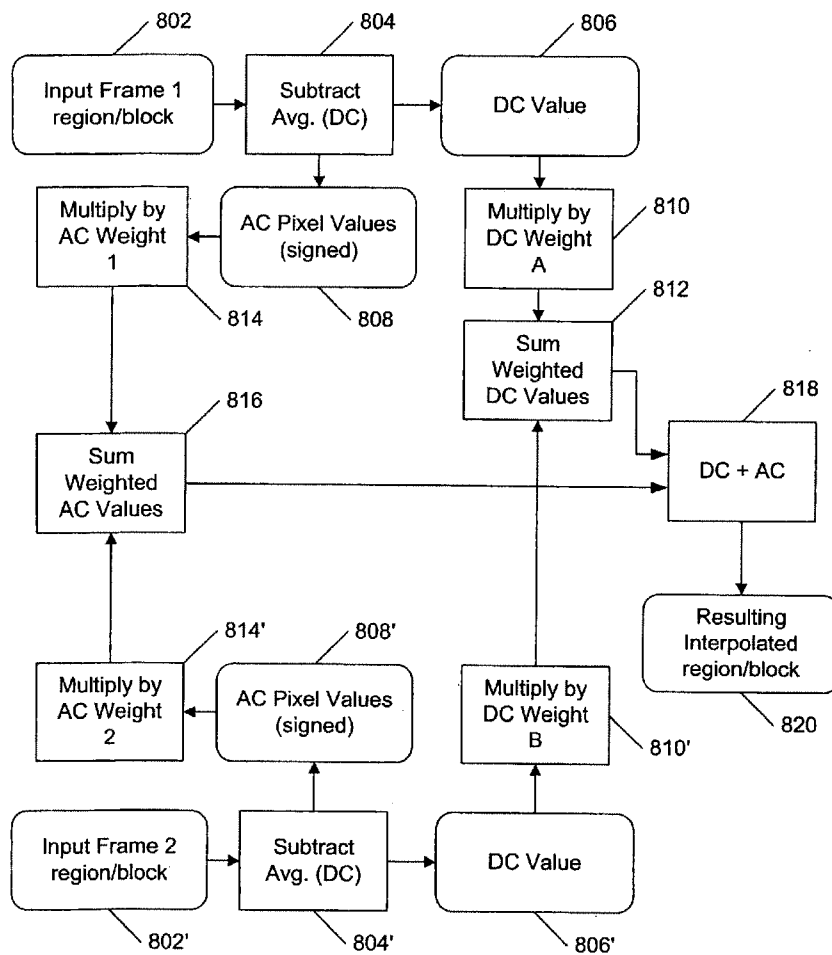 802
804
806
Input Frame 1
region/block
Subtract
Avg. (DC)
DC Value
Multiply by
AC Weight
1
AC Pixel Values
(signed)
Multiply by
DC Weight
A
810
814
808
812
Sum
Weighted
DC Values
816
818
Sum
Weighted
AC Values
DC + AC
814'
808'
Multiply by
AC Weight
2
AC Pixel Values
(signed)
Multiply by
DC Weight
B
Resulting
Interpolated
region/block
810'
820
Input Frame 2
region/block
Subtract
Avg. (DC)
DC Value
802'
804'
806'